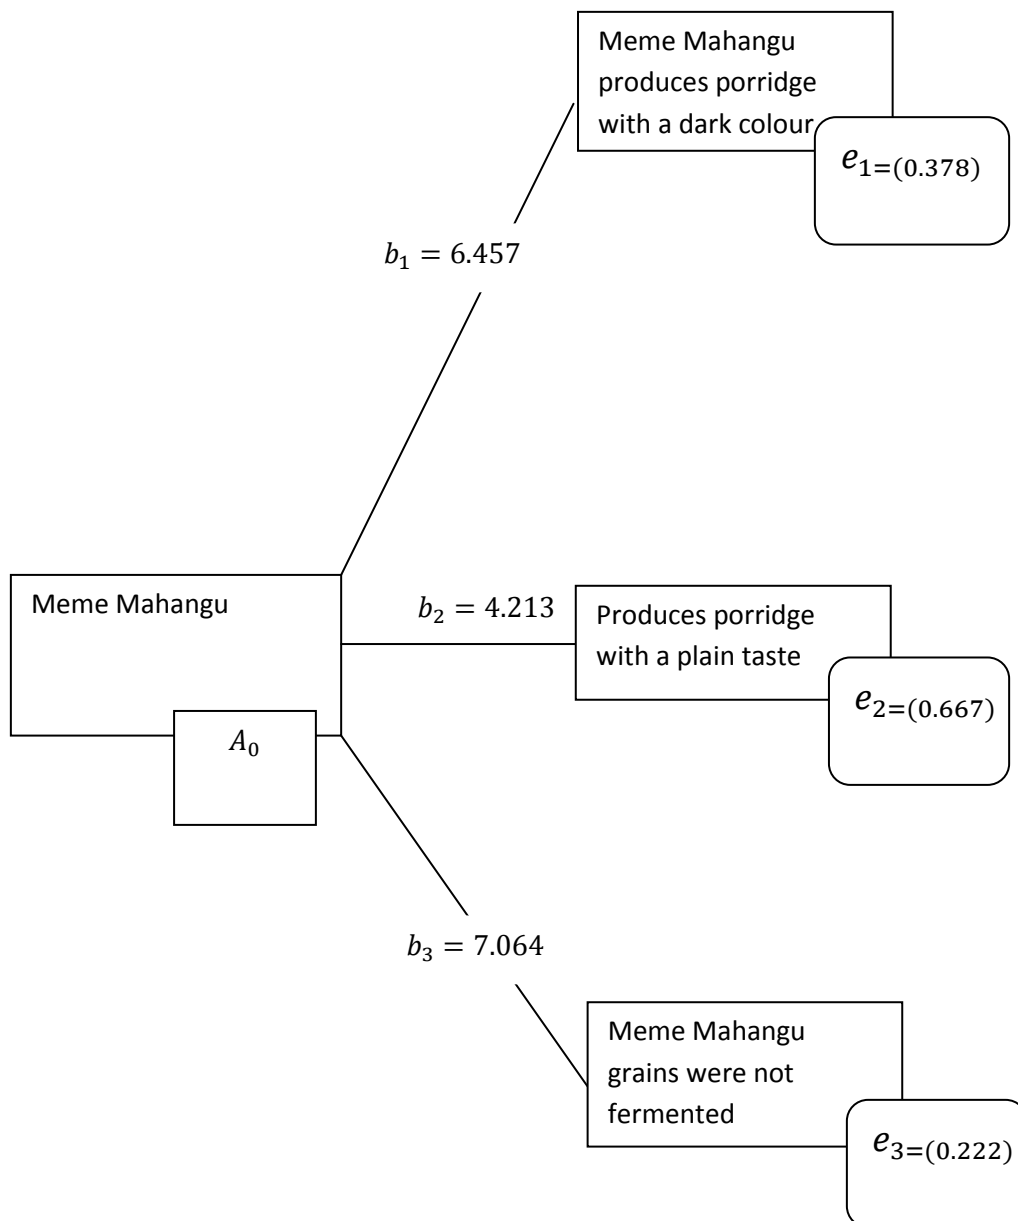 Meme Mahangu
produces porridge
with a dark colour
e₁₌₍₀.₃₇₈₎
b₁ = 6.457
Meme Mahangu
A₀
b₂ = 4.213
Produces porridge
with a plain taste
e₂₌₍₀.₆₆₇₎
b₃ = 7.064
Meme Mahangu
grains were not
fermented
e₃₌₍₀.₂₂₂₎